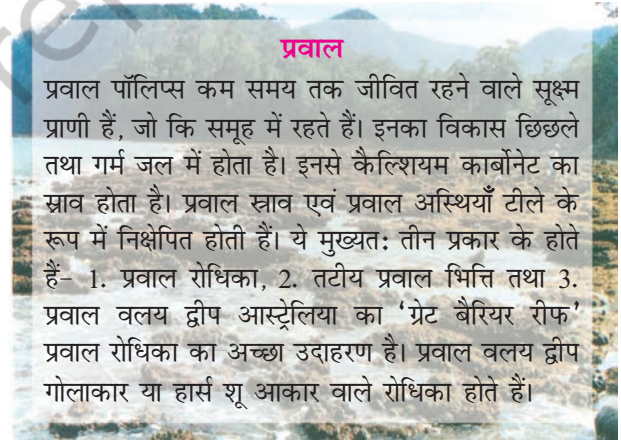 प्रवाल
प्रवाल पॉलिप्स कम समय तक जीवित रहने वाले सूक्ष्म
प्राणी हैं, जो कि समूह में रहते हैं। इनका विकास छिछले
तथा गर्म जल में होता है। इनसे कैल्शियम कार्बोनेट का
स्राव होता है। प्रवाल स्राव एवं प्रवाल अस्थियाँ टीले के
रूप में निक्षेपित होती हैं। ये मुख्यत: तीन प्रकार के होते
हैं– 1. प्रवाल रोधिका, 2. तटीय प्रवाल भित्ति तथा 3.
प्रवाल वलय द्वीप आस्ट्रेलिया का ‘ग्रेट बैरियर रीफ’
प्रवाल रोधिका का अच्छा उदाहरण है। प्रवाल वलय द्वीप
गोलाकार या हार्स शू आकार वाले रोधिका होते हैं।